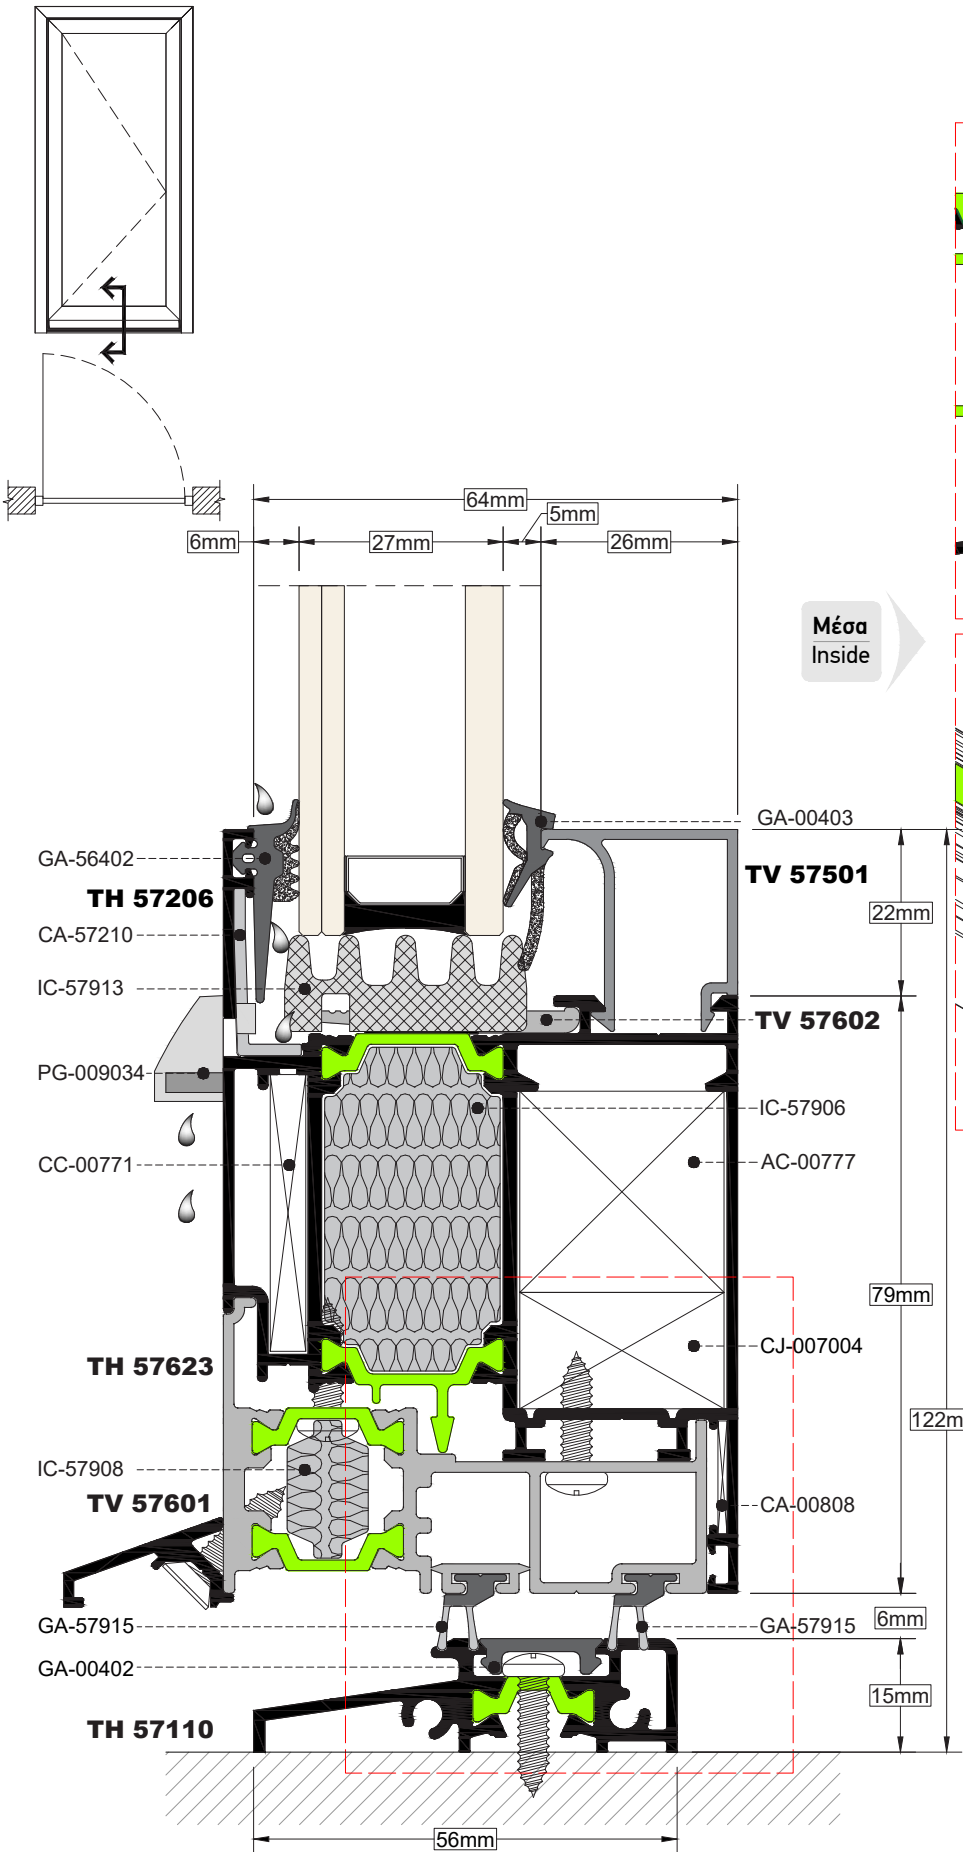 64mm
5mm
6mm
27mm
26mm
Μέσα
Inside
GA-00403
GA-56402
TV 57501
TH 57206
22mm
CA-57210
IC-57913
TV 57602
PG-009034
IC-57906
CC-00771
AC-00777
79mm
CJ-007004
TH 57623
122m
IC-57908
TV 57601
CA-00808
GA-57915
GA-57915
6mm
GA-00402
15mm
TH 57110
56mm